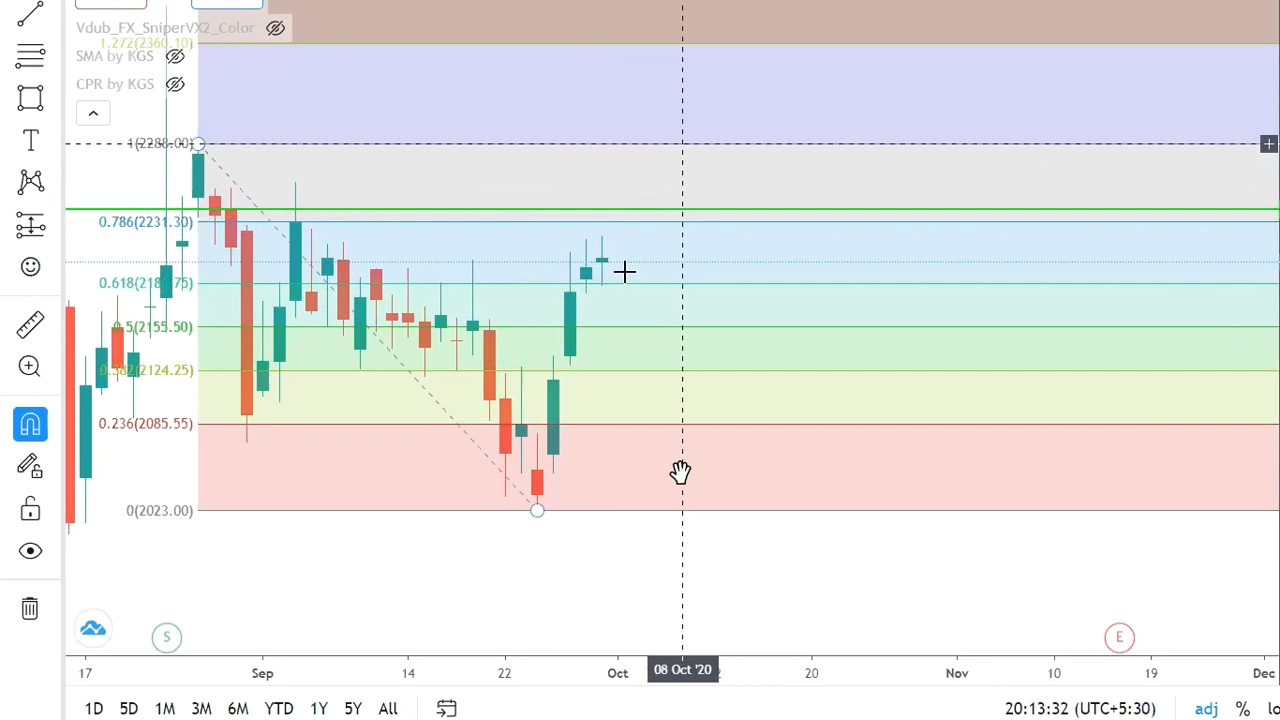 Vdub_FX_SniperVX2_Color
1.272(2360.10)
SMA by KGS
CPR by KGS
1(2288.00)
0.786(2231.30)
0.5(2155.50)
0.382(2124.25)
0.236(2085.55)
0(2023.00)
S
E
17 Sep 14 22 Oct 08 Oct '20 20 Nov 10 19 Dec
1D 5D 1M 3M 6M YTD 1Y 5Y All 20:13:32 (UTC+5:30) adj %